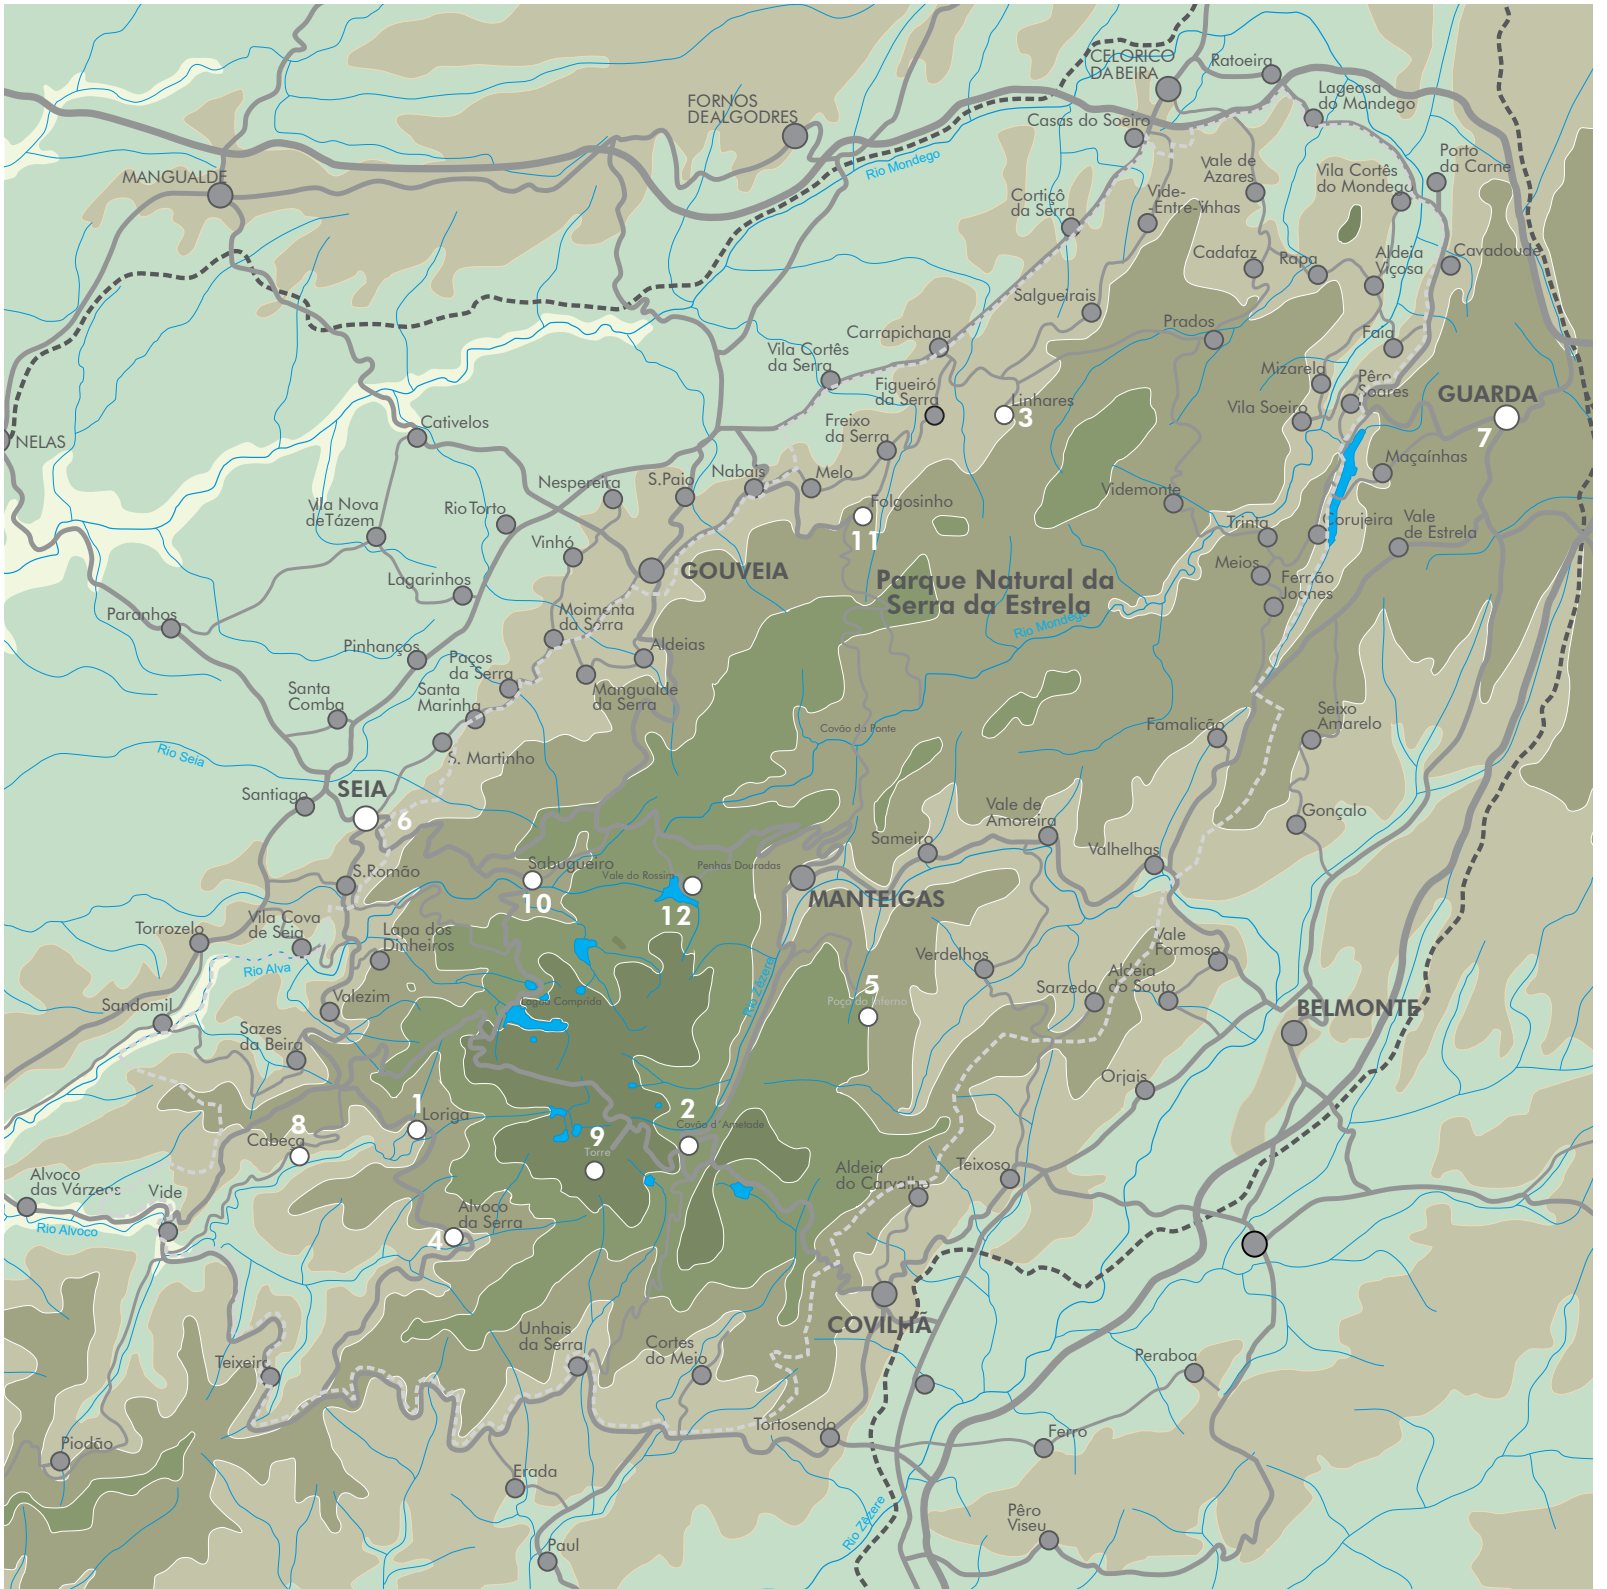 CELORICO
DA BEIRA
Ratoeira
Lageosa
do Mondego
FORNOS
DE ALGODRES
Casas do Soeiro
Rio Mondego
Vale de
Azares
Vila Cortês
do Mondego
Porto
da Carne
MANGUALDE
Cortiçô
da Serra
Vide-
-Entre-Vinhas
Cadafaz
Rapa
Aldeia
Viçosa
Cavadoude
Salgueirais
Carrapichana
Prados
Faia
Vila Cortês
da Serra
Figueiró
da Serra
Linhares
3
Mizarela
Pêro
Soares
GUARDA
7
Vila Soeiro
NELAS
Cativelos
Freixo
da Serra
Maçaínhas
Nespereira
S.Paio
Nabais
Melo
Videmonte
Vila Nova
de Tázem
Rio Torto
Folgosinho
11
Trinta
Corujeira
Vale
de Estrela
Vinhó
GOUVEIA
Parque Natural da
Serra da Estrela
Meios
Ferrão
Joanes
Lagarinhos
Paranhos
Moimenta
da Serra
Rio Mondego
Pinhanços
Paços
da Serra
Aldeias
Santa
Comba
Santa
Marinha
Mangualde
da Serra
Covão da Ponte
Famalicão
Seixo
Amarelo
Rio Seia
S. Martinho
SEIA
6
Santiago
Vale de
Amoreira
Gonçalo
Sameiro
Valhelhas
S.Romão
Sabugueiro
10
Vale do Rossim
Penhas Douradas
12
MANTEIGAS
Torrozelo
Vila Cova
de Seia
Lapa dos
Dinheiros
Rio Alva
Verdelhos
Vale
Formoso
Aldeia
do Souto
Rio Zêzere
5
Poço do Inferno
Sarzedo
Sandomil
Valezim
Lagoa Comprida
BELMONTE
Sazes
da Beira
Orjais
1
Loriga
2
Covão d´Ametade
8
Cabeça
9
Torre
Alvoco
das Várzeas
Vide
Aldeia
do Carvalho
Teixoso
Rio Alvoco
Alvoco
da Serra
4
COVILHÃ
Unhais
da Serra
Cortes
do Meio
Teixeira
Peraboa
Piodão
Tortosendo
Ferro
Erada
Pêro
Viseu
Rio Zêzere
Paul